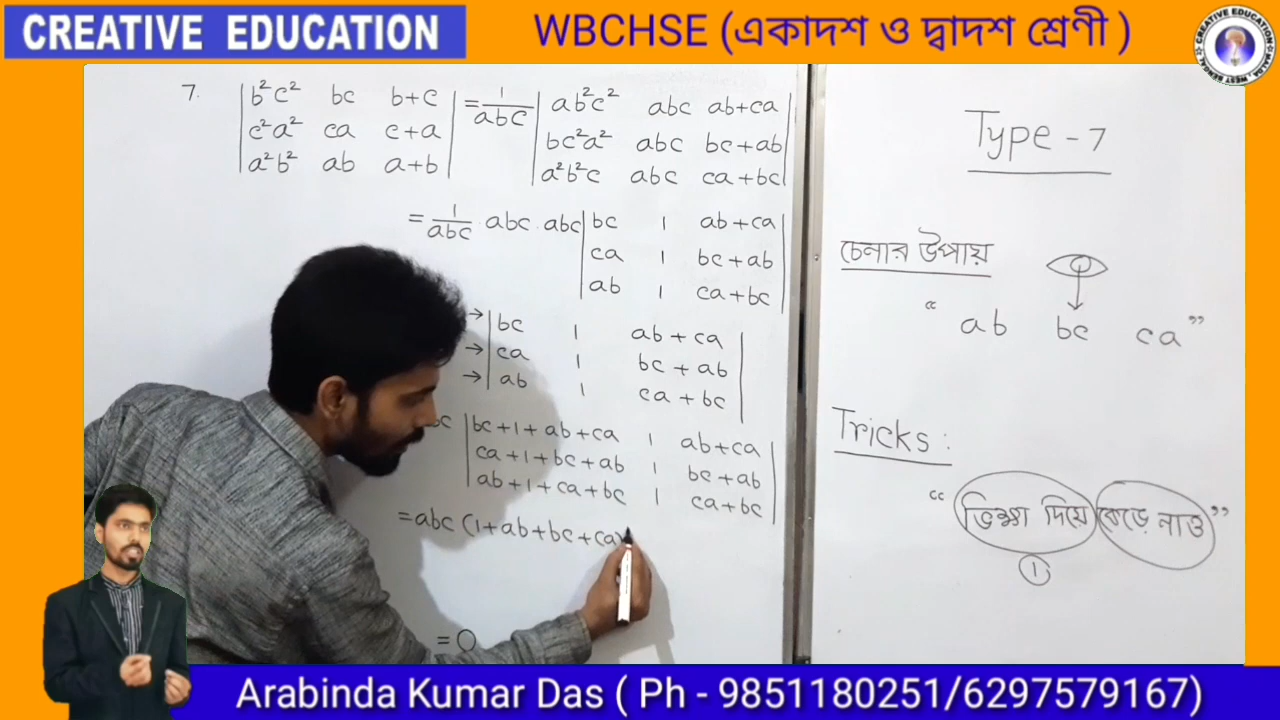 CREATIVE EDUCATION
WBCHSE (একাদশ ও দ্বাদশ শ্রেণী )
CREATIVE EDUCATION
7. | b²c² bc b+c | = 1/abc | ab²c² abc ab+ca |
| c²a² ca c+a | | bc²a² abc bc+ab |
| a²b² ab a+b | | a²b²c abc ca+bc |
= 1/abc abc . abc | bc 1 ab+ca |
| ca 1 bc+ab |
| ab 1 ca+bc |
→ | bc 1 ab+ca |
→ | ca 1 bc+ab |
→ | ab 1 ca+bc |
| bc+1+ab+ca 1 ab+ca |
| ca+1+bc+ab 1 bc+ab |
| ab+1+ca+bc 1 ca+bc |
= abc (1+ab+bc+ca)
= 0
Type - 7
চেনার উপায়
“ ab bc ca ”
Tricks :
“ ভিক্ষা দিয়ে কেড়ে নাও ”
1
Arabinda Kumar Das ( Ph - 9851180251/6297579167)